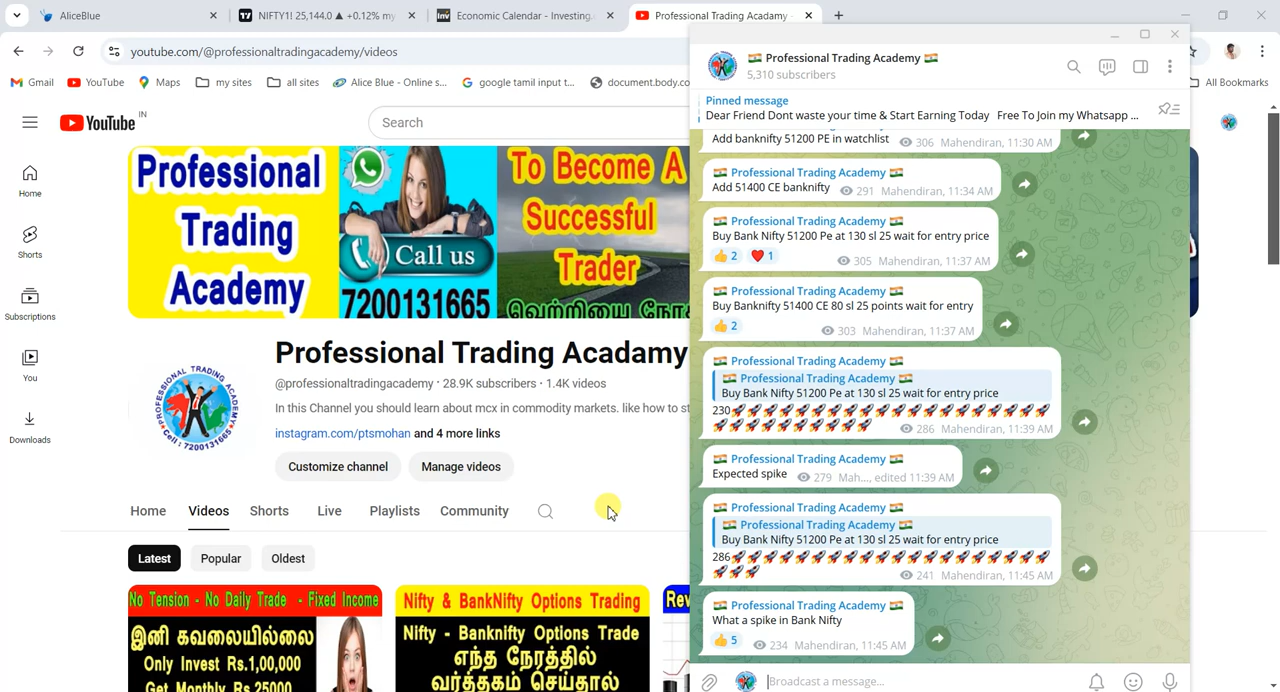 AliceBlue
NIFTY1! 25,144.0 ▲ +0.12% my
Economic Calendar - Investing.
Professional Trading Acadamy -
youtube.com/@professionaltradingacademy/videos
Gmail
YouTube
Maps
my sites
all sites
Alice Blue - Online s...
google tamil input t...
document.body.co
All Bookmarks
YouTube IN
Search
Home
Shorts
Subscriptions
You
Downloads
Professional
Trading
Academy
Call us
7200131665
To Become A
Successful
Trader
Professional Trading Acadamy
@professionaltradingacademy · 28.9K subscribers · 1.4K videos
In this Channel you should learn about mcx in commodity markets. like how to st
instagram.com/ptsmohan and 4 more links
Customize channel
Manage videos
Home
Videos
Shorts
Live
Playlists
Community
Latest
Popular
Oldest
No Tension - No Daily Trade - Fixed Income
இனி கவலையில்லை
Only Invest Rs.1,00,000
Get Monthly Rs.25000
Nifty & BankNifty Options Trading
Nifty - Banknifty Options Trade
எந்த நேரத்தில்
வர்த்தகம் செய்தால்
Rev
🇮🇳 Professional Trading Academy 🇮🇳
5,310 subscribers
Pinned message
Dear Friend Dont waste your time & Start Earning Today Free To Join my Whatsapp ...
Add banknifty 51200 PE in watchlist 306 Mahendiran, 11:30 AM
🇮🇳 Professional Trading Academy 🇮🇳
Add 51400 CE banknifty 291 Mahendiran, 11:34 AM
🇮🇳 Professional Trading Academy 🇮🇳
Buy Bank Nifty 51200 Pe at 130 sl 25 wait for entry price
👍 2 ❤️ 1 305 Mahendiran, 11:37 AM
🇮🇳 Professional Trading Academy 🇮🇳
Buy Banknifty 51400 CE 80 sl 25 points wait for entry
👍 2 303 Mahendiran, 11:37 AM
🇮🇳 Professional Trading Academy 🇮🇳
🇮🇳 Professional Trading Academy 🇮🇳
Buy Bank Nifty 51200 Pe at 130 sl 25 wait for entry price
230🚀🚀🚀🚀🚀🚀🚀🚀🚀🚀🚀🚀🚀🚀🚀🚀🚀🚀🚀🚀
🚀🚀🚀🚀🚀🚀🚀🚀🚀🚀 286 Mahendiran, 11:39 AM
🇮🇳 Professional Trading Academy 🇮🇳
Expected spike 279 Mah..., edited 11:39 AM
🇮🇳 Professional Trading Academy 🇮🇳
🇮🇳 Professional Trading Academy 🇮🇳
Buy Bank Nifty 51200 Pe at 130 sl 25 wait for entry price
286🚀🚀🚀🚀🚀🚀🚀🚀🚀🚀🚀🚀🚀🚀🚀🚀🚀🚀🚀🚀
🚀🚀🚀 241 Mahendiran, 11:45 AM
🇮🇳 Professional Trading Academy 🇮🇳
What a spike in Bank Nifty
👍 5 234 Mahendiran, 11:45 AM
Broadcast a message...